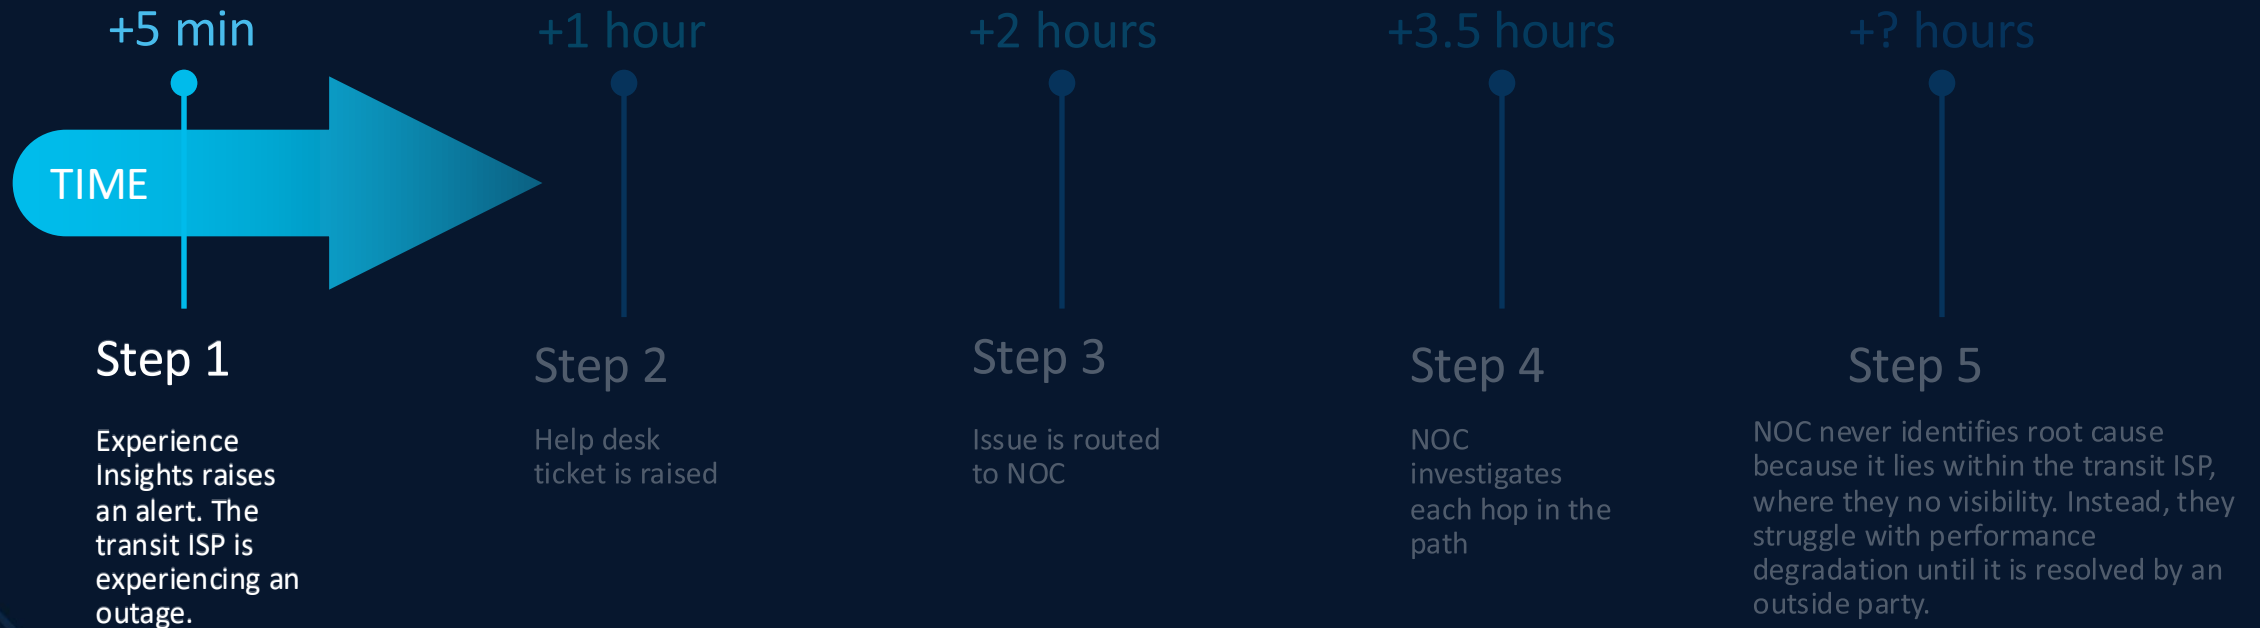 +5 min
+1 hour
+2 hours
+3.5 hours
+? hours
TIME
Step 1
Experience
Insights raises
an alert. The
transit ISP is
experiencing an
outage.
Step 2
Help desk
ticket is raised
Step 3
Issue is routed
to NOC
Step 4
NOC
investigates
each hop in the
path
Step 5
NOC never identifies root cause
because it lies within the transit ISP,
where they no visibility. Instead, they
struggle with performance
degradation until it is resolved by an
outside party.